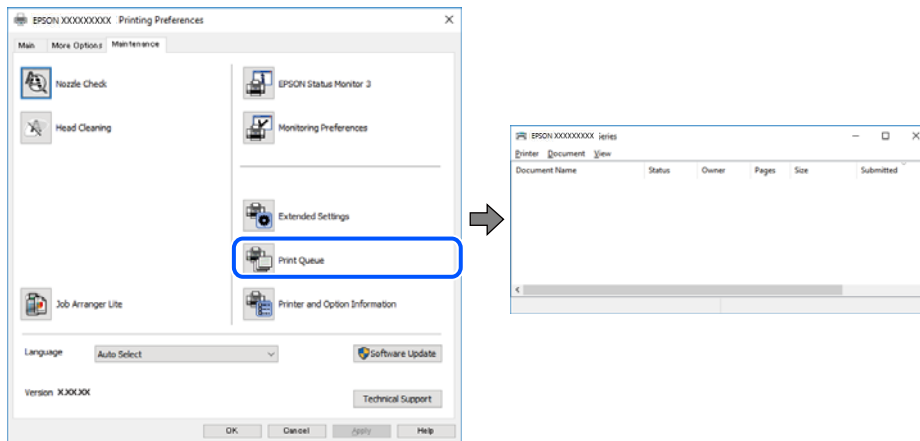 EPSON XXXXXXXXX Printing Preferences
Main More Options Maintenance
Nozzle Check
EPSON Status Monitor 3
Head Cleaning
Monitoring Preferences
Extended Settings
Print Queue
Job Arranger Lite
Printer and Option Information
Language Auto Select Software Update
Version X.XX.XX
Technical Support
OK Cancel Apply Help
EPSON XXXXXXXXX Series
Printer Document View
Document Name Status Owner Pages Size Submitted